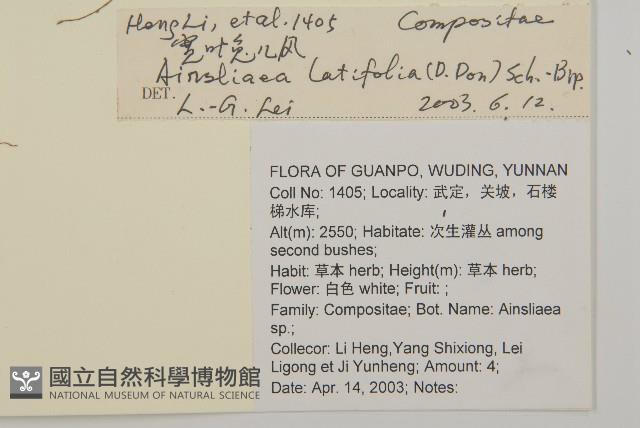 Heng Li, et al. 1405 Compositae
宽叶兔儿风
Ainsliaea latifolia (D. Don) Sch.-Bip.
DET. L.-G. Lei 2003. 6. 12.
FLORA OF GUANPO, WUDING, YUNNAN
Coll No: 1405; Locality: 武定，关坡，石楼
梯水库;
Alt(m): 2550; Habitate: 次生灌丛 among
second bushes;
Habit: 草本 herb; Height(m): 草本 herb;
Flower: 白色 white; Fruit: ;
Family: Compositae; Bot. Name: Ainsliaea
sp.;
Collecor: Li Heng,Yang Shixiong, Lei
Ligong et Ji Yunheng; Amount: 4;
Date: Apr. 14, 2003; Notes:
國立自然科學博物館
NATIONAL MUSEUM OF NATURAL SCIENCE